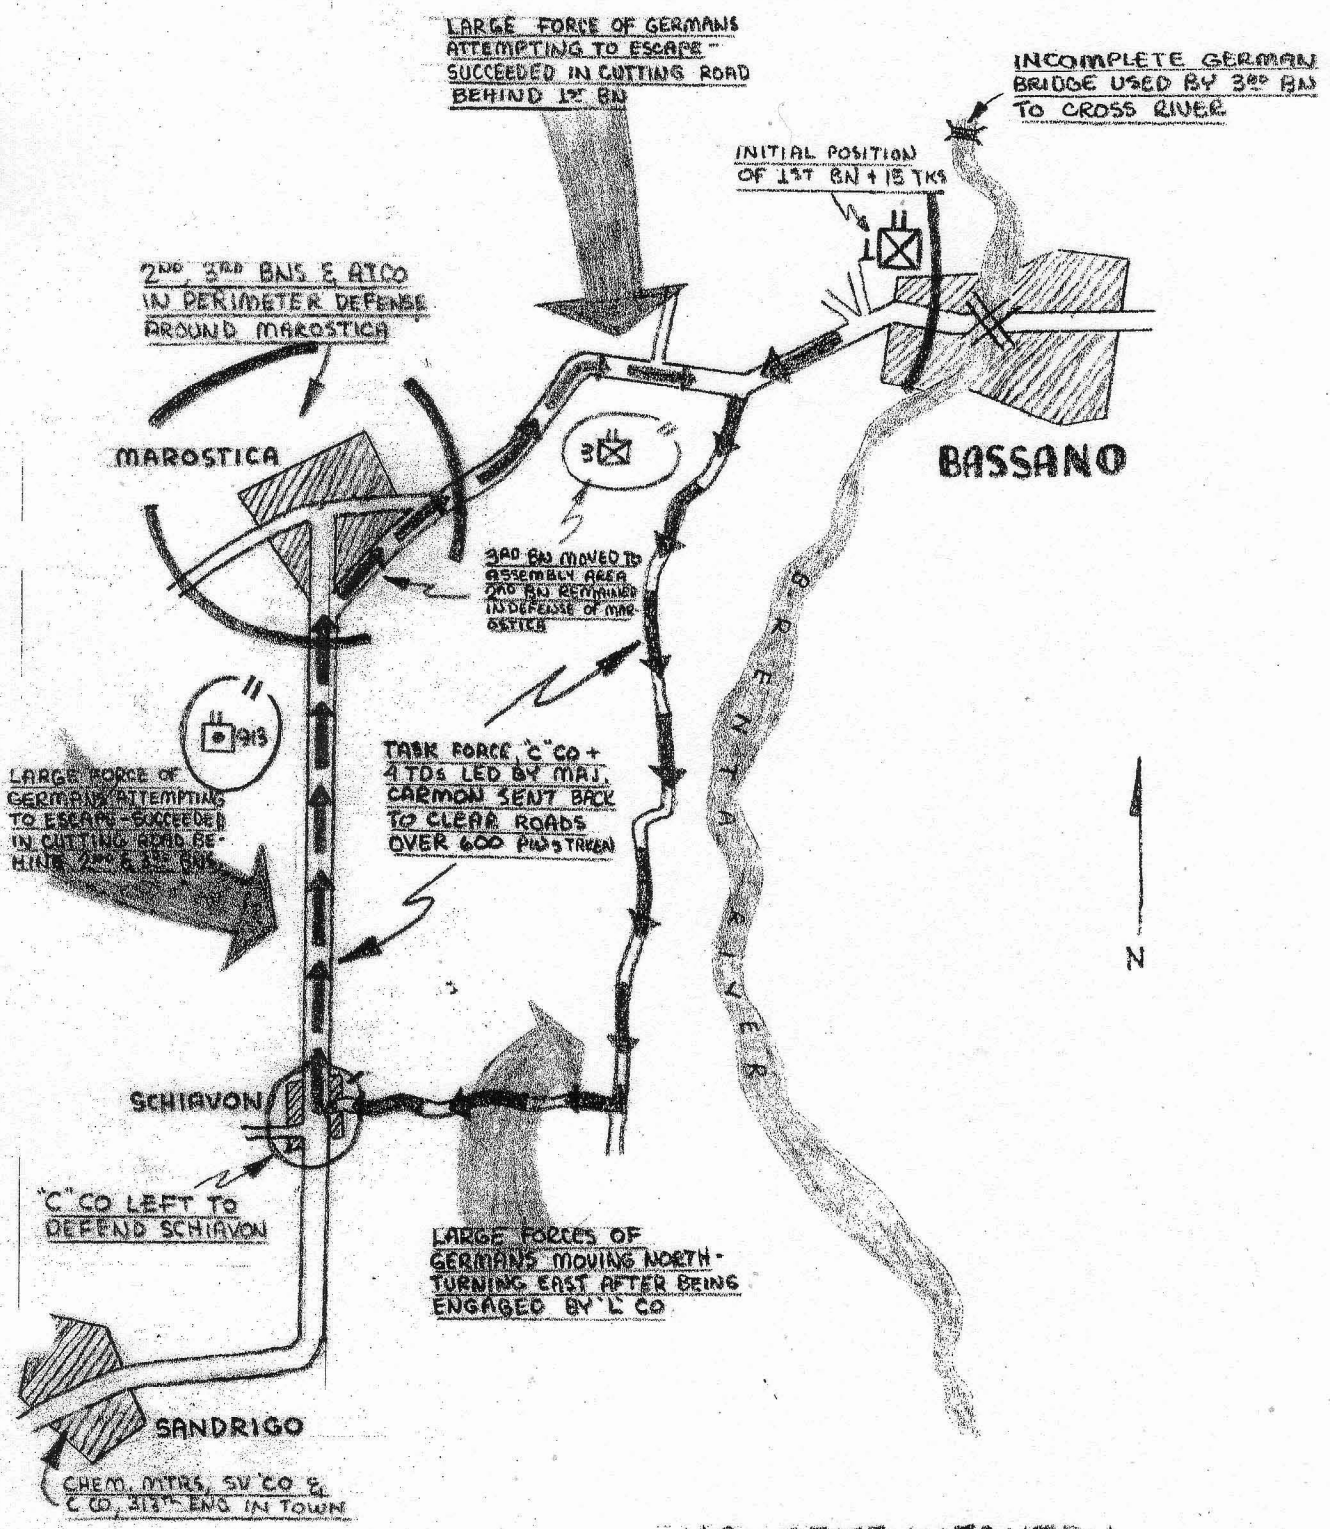 LARGE FORCE OF GERMANS
ATTEMPTING TO ESCAPE-
SUCCEEDED IN CUTTING ROAD
BEHIND 1ST BN
INCOMPLETE GERMAN
BRIDGE USED BY 3RD BN
TO CROSS RIVER
INITIAL POSITION
OF 1ST BN + 15 TKS
1
2ND, 3RD BNS & ATCO
IN PERIMETER DEFENSE
AROUND MAROSTICA
MAROSTICA
3
BASSANO
3RD BN MOVED TO
ASSEMBLY AREA
2ND BN REMAINED
IN DEFENSE OF MAR-
OSTICA
BRENTA RIVER
913
TASK FORCE, "C" CO +
4 TDS LED BY MAJ.
CARMON SENT BACK
TO CLEAR ROADS
OVER 600 PWS TAKEN
LARGE FORCE OF
GERMANS ATTEMPTING
TO ESCAPE-SUCCEEDED
IN CUTTING ROAD BE-
HIND 2ND & 3RD BNS.
N
SCHIAVON
"C" CO LEFT TO
DEFEND SCHIAVON
LARGE FORCES OF
GERMANS MOVING NORTH-
TURNING EAST AFTER BEING
ENGAGED BY "L" CO
SANDRIGO
CHEM. MTRS, SV CO &
C CO, 313TH ENG IN TOWN